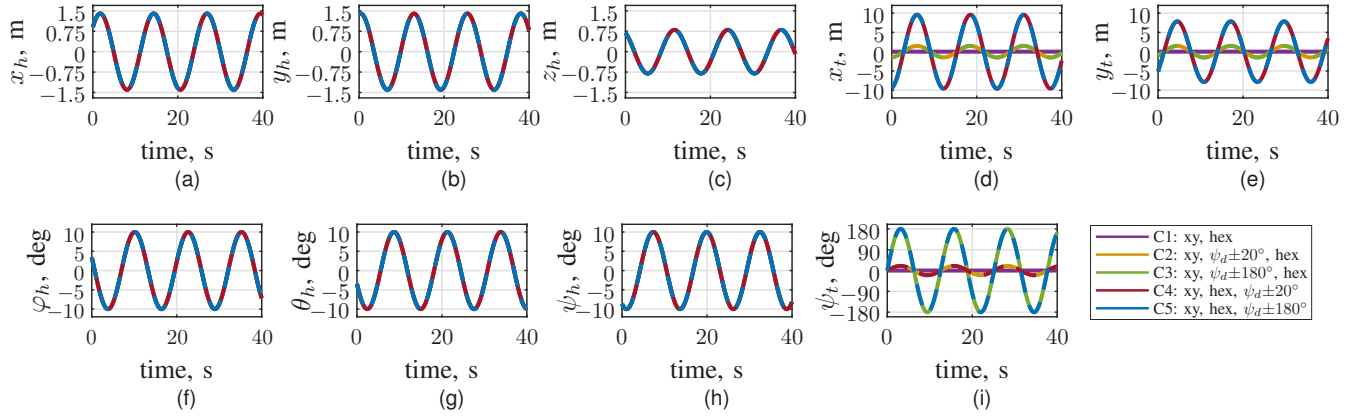 1.5
0.75
0
−0.75
−1.5
x_h, m
0 20 40
time, s
(a)
1.5
0.75
0
−0.75
−1.5
y_h, m
0 20 40
time, s
(b)
1.5
0.75
0
−0.75
−1.5
z_h, m
0 20 40
time, s
(c)
10
5
0
−5
−10
x_t, m
0 20 40
time, s
(d)
10
5
0
−5
−10
y_t, m
0 20 40
time, s
(e)
10
5
0
−5
−10
φ_h, deg
0 20 40
time, s
(f)
10
5
0
−5
−10
θ_h, deg
0 20 40
time, s
(g)
10
5
0
−5
−10
ψ_h, deg
0 20 40
time, s
(h)
180
90
0
−90
−180
ψ_t, deg
0 20 40
time, s
(i)
C1: xy, hex
C2: xy, ψ_d±20°, hex
C3: xy, ψ_d±180°, hex
C4: xy, hex, ψ_d±20°
C5: xy, hex, ψ_d±180°